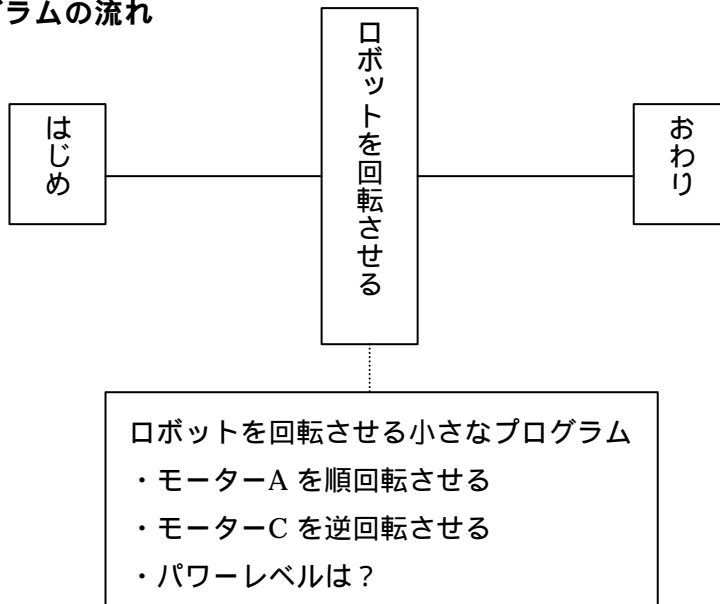 ラムの流れ
はじめ
ロボットを回転させる
おわり
ロボットを回転させる小さなプログラム
・モーターA を順回転させる
・モーターC を逆回転させる
・パワーレベルは？